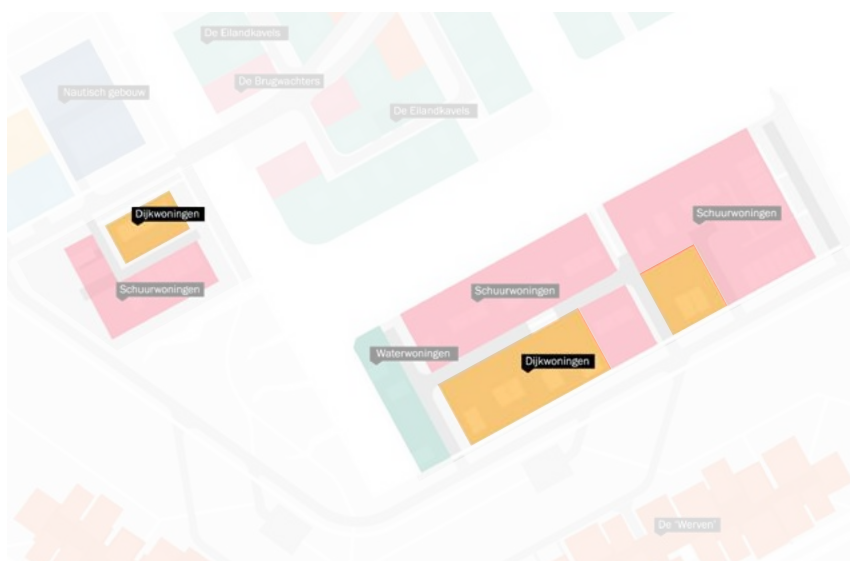 De Eilandkavels
De Brugwachters
Nautisch gebouw
De Eilandkavels
Dijkwoningen
Schuurwoningen
Schuurwoningen
Schuurwoningen
Waterwoningen
Dijkwoningen
De 'Werven'